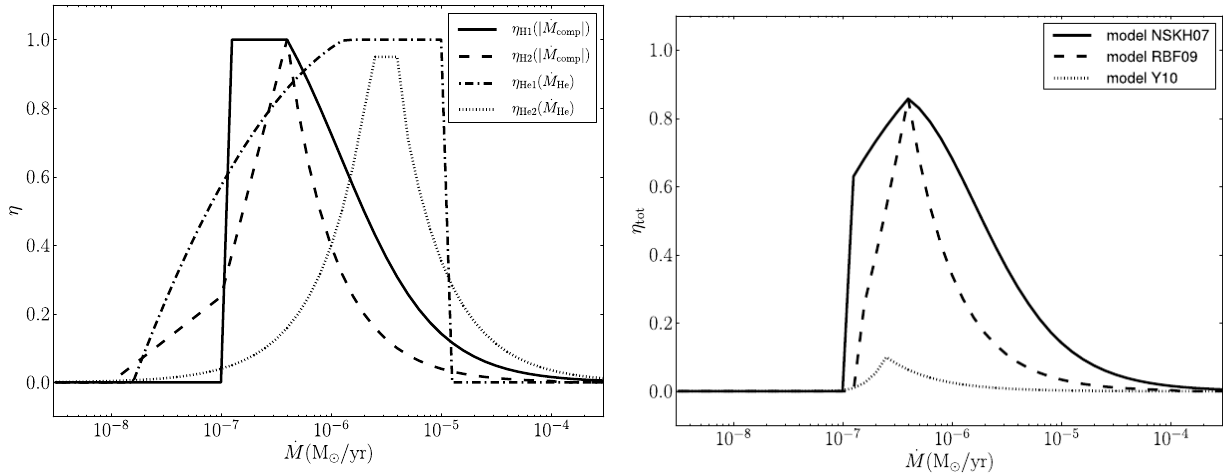 η
1.0
0.8
0.6
0.4
0.2
0.0
10⁻⁸
10⁻⁷
10⁻⁶
10⁻⁵
10⁻⁴
Ṁ(M⊙/yr)
η_H1(|Ṁ_comp|)
η_H2(|Ṁ_comp|)
η_He1(Ṁ_He)
η_He2(Ṁ_He)
η_tot
1.0
0.8
0.6
0.4
0.2
0.0
10⁻⁸
10⁻⁷
10⁻⁶
10⁻⁵
10⁻⁴
Ṁ(M⊙/yr)
model NSKH07
model RBF09
model Y10